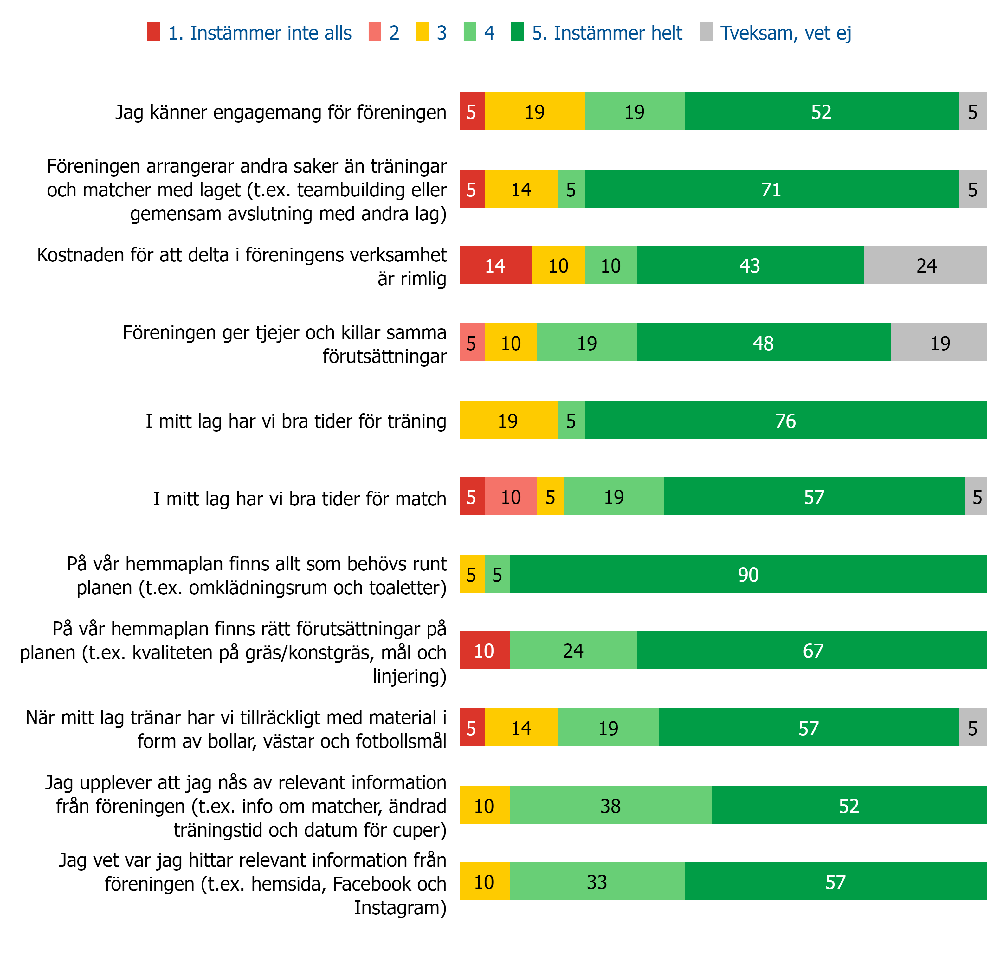 1. Instämmer inte alls 2 3 4 5. Instämmer helt Tveksam, vet ej
Jag känner engagemang för föreningen
5 19 19 52 5
Föreningen arrangerar andra saker än träningar
och matcher med laget (t.ex. teambuilding eller
gemensam avslutning med andra lag)
5 14 5 71 5
Kostnaden för att delta i föreningens verksamhet
är rimlig
14 10 10 43 24
Föreningen ger tjejer och killar samma
förutsättningar
5 10 19 48 19
I mitt lag har vi bra tider för träning
19 5 76
I mitt lag har vi bra tider för match
5 10 5 19 57 5
På vår hemmaplan finns allt som behövs runt
planen (t.ex. omklädningsrum och toaletter)
5 5 90
På vår hemmaplan finns rätt förutsättningar på
planen (t.ex. kvaliteten på gräs/konstgräs, mål och
linjering)
10 24 67
När mitt lag tränar har vi tillräckligt med material i
form av bollar, västar och fotbollsmål
5 14 19 57 5
Jag upplever att jag nås av relevant information
från föreningen (t.ex. info om matcher, ändrad
träningstid och datum för cuper)
10 38 52
Jag vet var jag hittar relevant information från
föreningen (t.ex. hemsida, Facebook och
Instagram)
10 33 57